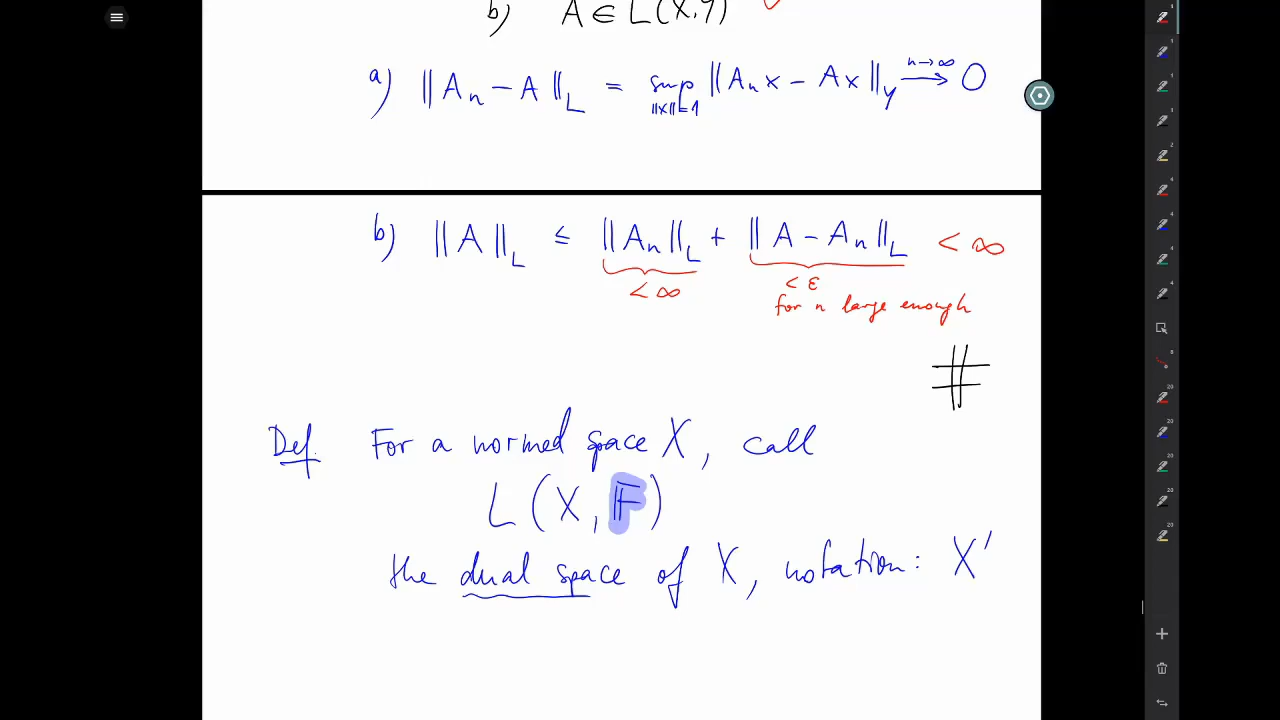 b) A ∈ L(X,Y)
a) ‖Aₙ − A‖_L = sup_{‖x‖≤1} ‖Aₙx − Ax‖_Y →^{n→∞} 0
b) ‖A‖_L ≤ ‖Aₙ‖_L + ‖A − Aₙ‖_L < ∞
< ∞ < ε
for n large enough
#
Def. For a normed space X, call
L(X, 𝔽)
the dual space of X, notation: X′